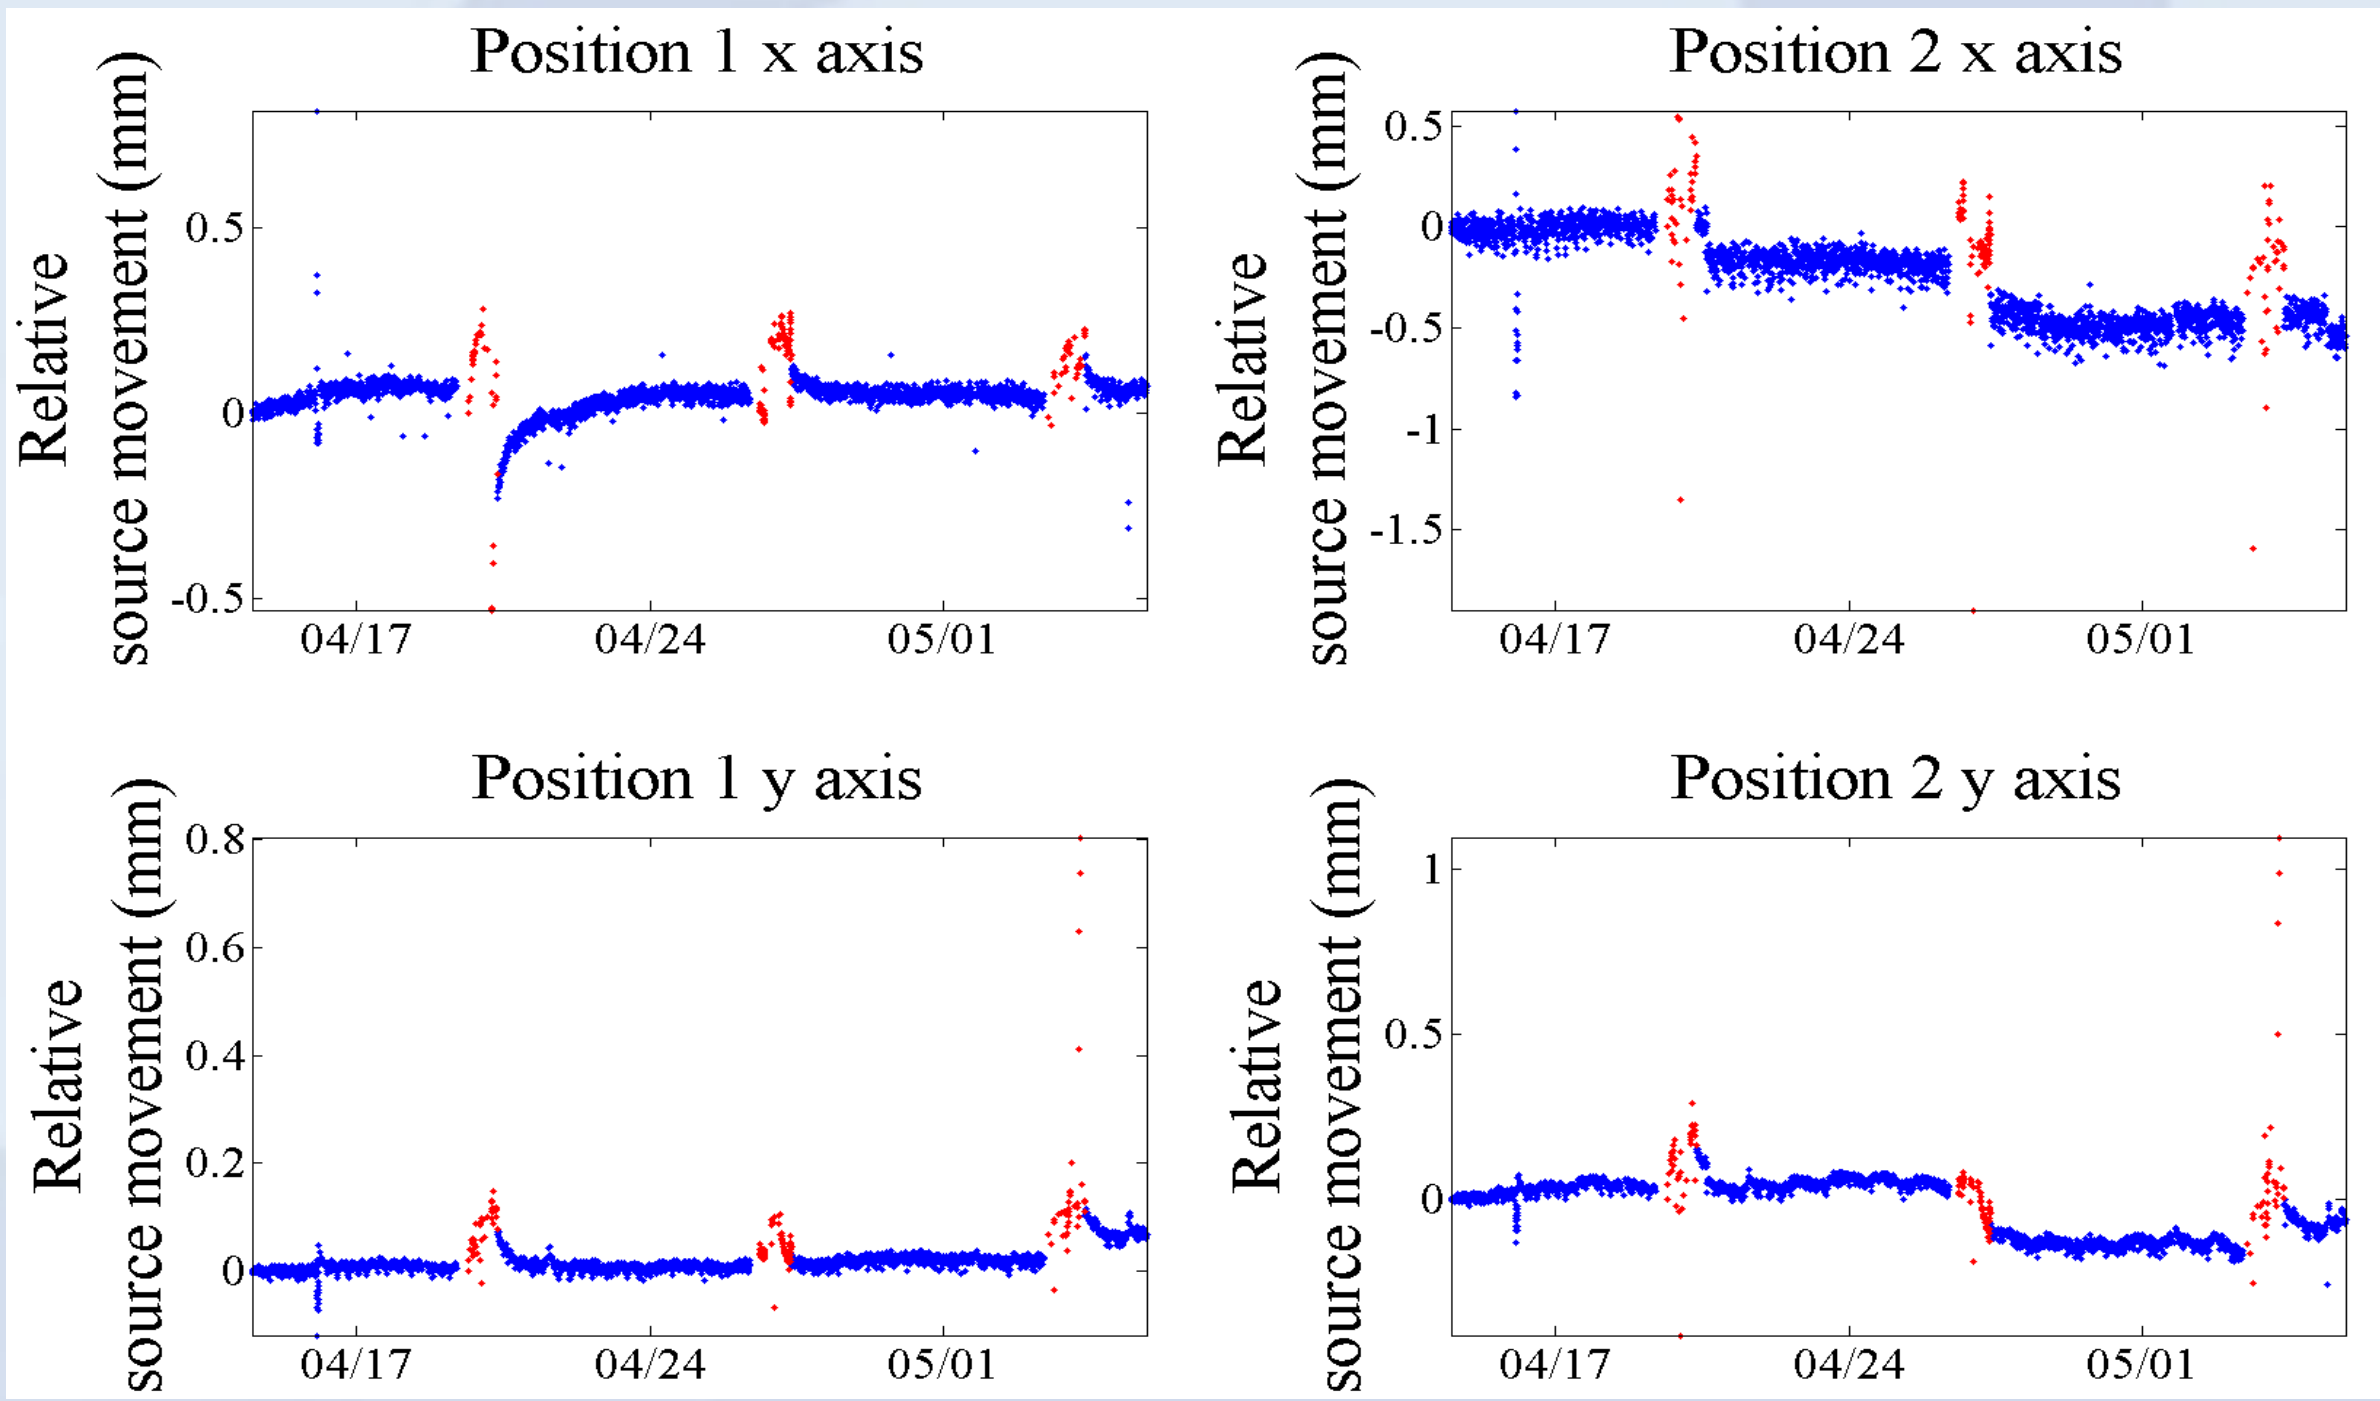 Position 1 x axis
Relative
source movement (mm)
0.5
0
-0.5
04/17 04/24 05/01
Position 2 x axis
Relative
source movement (mm)
0.5
0
-0.5
-1
-1.5
04/17 04/24 05/01
Position 1 y axis
Relative
source movement (mm)
0.8
0.6
0.4
0.2
0
04/17 04/24 05/01
Position 2 y axis
Relative
source movement (mm)
1
0.5
0
04/17 04/24 05/01